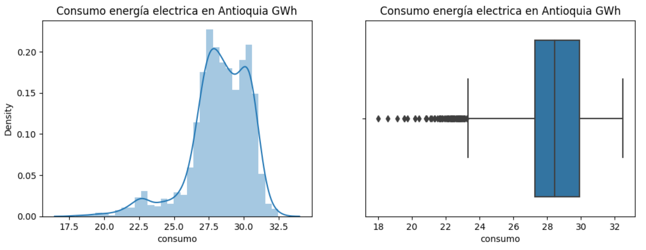 Consumo energía electrica en Antioquia GWh
Density
0.20
0.15
0.10
0.05
0.00
17.5 20.0 22.5 25.0 27.5 30.0 32.5
consumo
Consumo energía electrica en Antioquia GWh
18 20 22 24 26 28 30 32
consumo